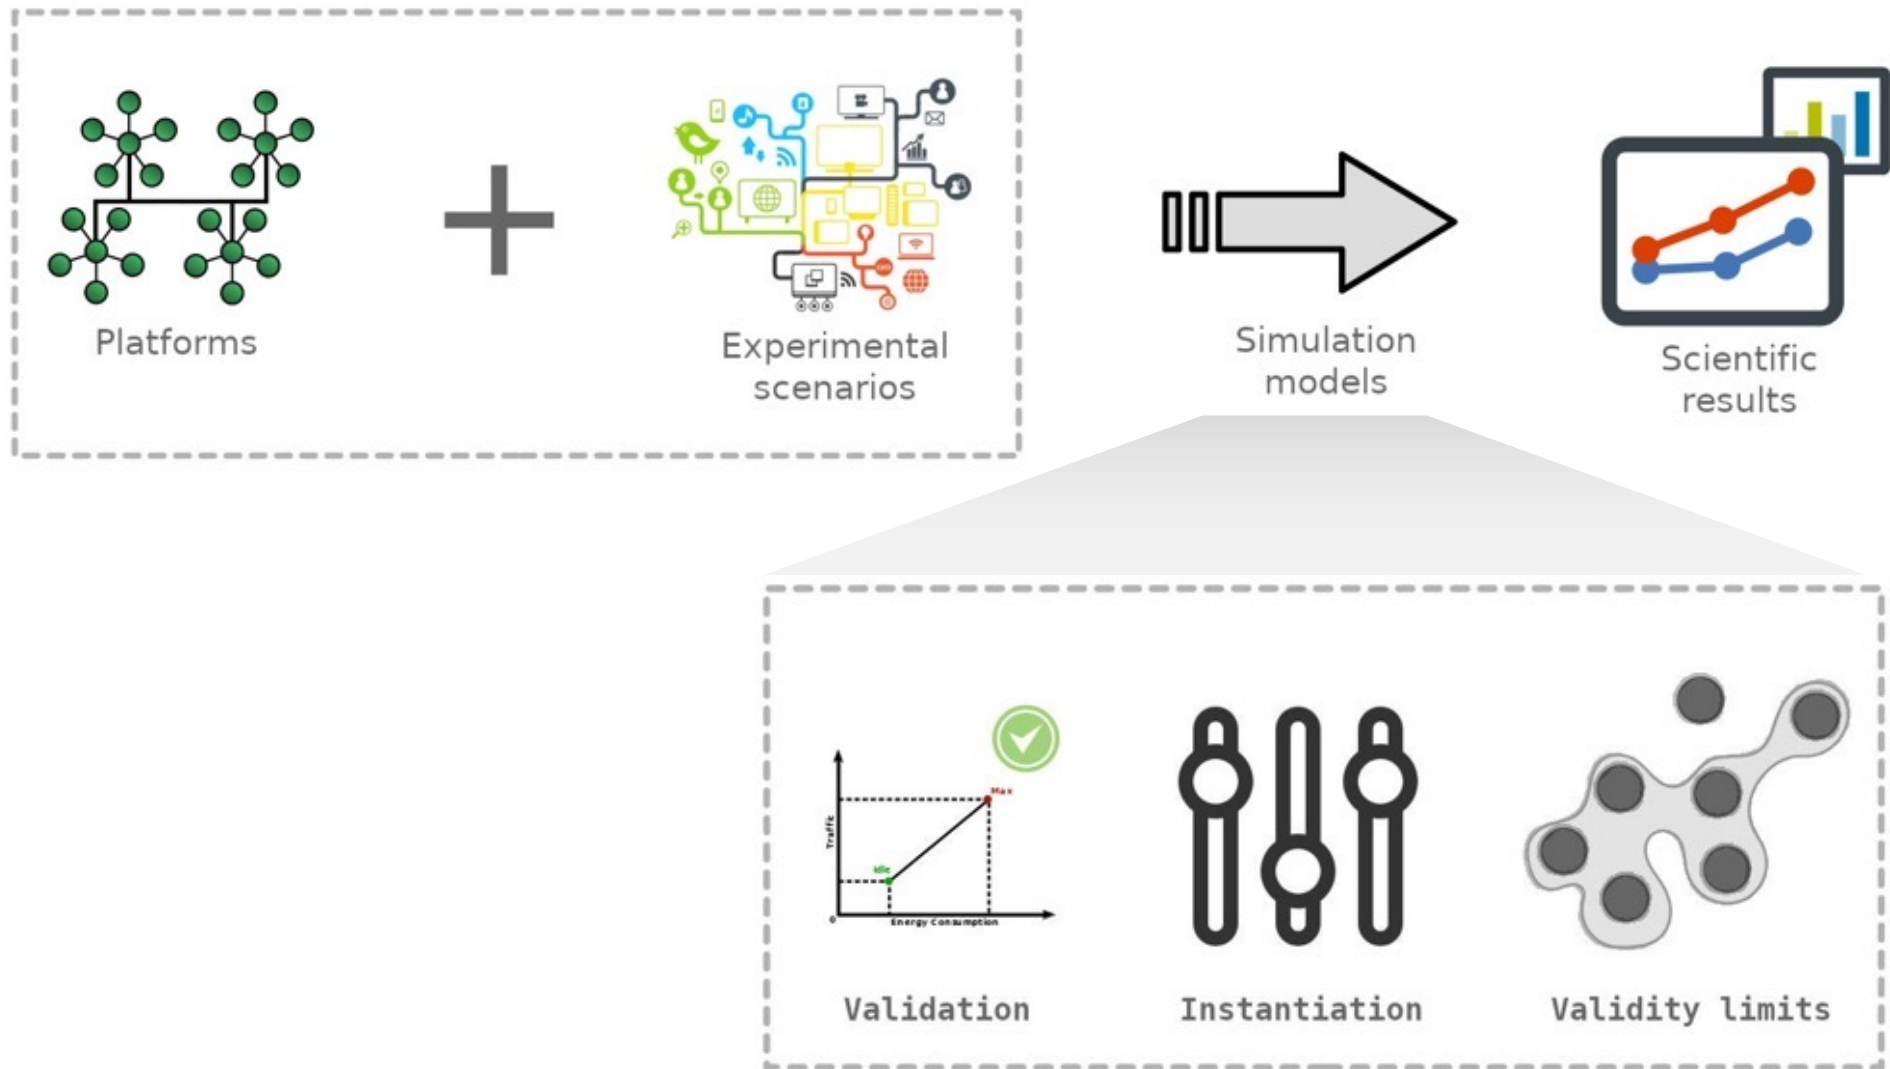 Platforms
Experimental
scenarios
Simulation
models
Scientific
results
Max
Idle
Traffic
0
Energy Consumption
Validation
Instantiation
Validity limits